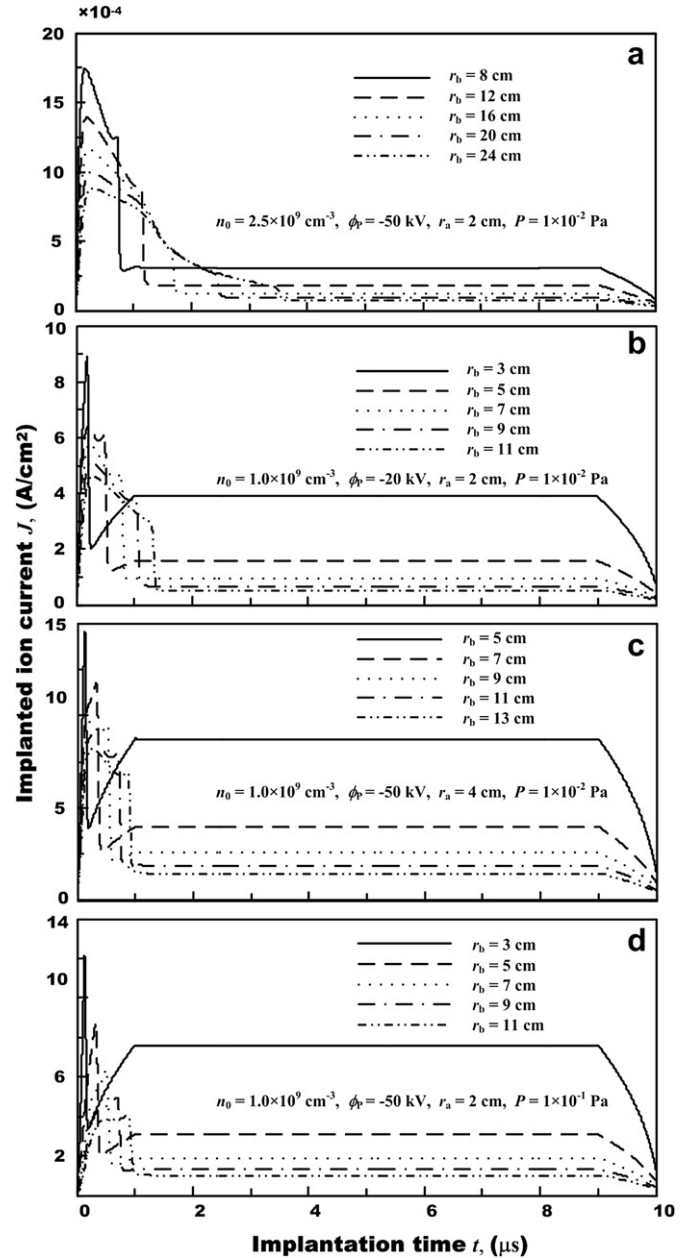 ×10⁻⁴
a
20
15
10
5
0
r_b = 8 cm
r_b = 12 cm
r_b = 16 cm
r_b = 20 cm
r_b = 24 cm
n₀ = 2.5×10⁹ cm⁻³, ϕ_P = -50 kV, r_a = 2 cm, P = 1×10⁻² Pa
b
10
8
6
4
2
0
r_b = 3 cm
r_b = 5 cm
r_b = 7 cm
r_b = 9 cm
r_b = 11 cm
n₀ = 1.0×10⁹ cm⁻³, ϕ_P = -20 kV, r_a = 2 cm, P = 1×10⁻² Pa
Implanted ion current J, (A/cm²)
c
15
10
5
0
r_b = 5 cm
r_b = 7 cm
r_b = 9 cm
r_b = 11 cm
r_b = 13 cm
n₀ = 1.0×10⁹ cm⁻³, ϕ_P = -50 kV, r_a = 4 cm, P = 1×10⁻² Pa
d
14
10
6
2
r_b = 3 cm
r_b = 5 cm
r_b = 7 cm
r_b = 9 cm
r_b = 11 cm
n₀ = 1.0×10⁹ cm⁻³, ϕ_P = -50 kV, r_a = 2 cm, P = 1×10⁻¹ Pa
0 2 4 6 8 10
Implantation time t, (μs)